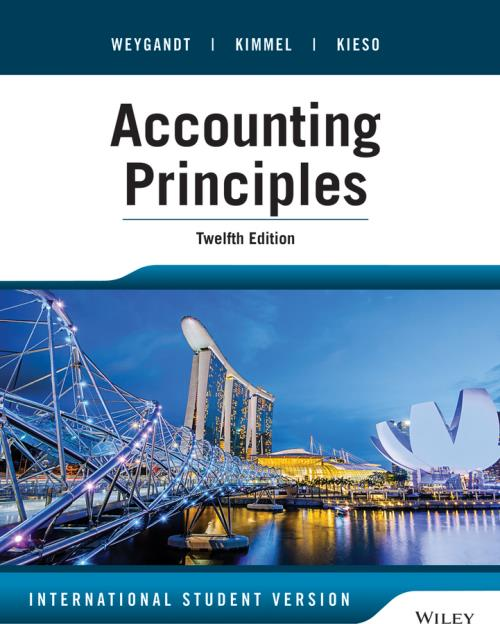 WEYGANDT | KIMMEL | KIESO
Accounting
Principles
Twelfth Edition
INTERNATIONAL STUDENT VERSION
WILEY